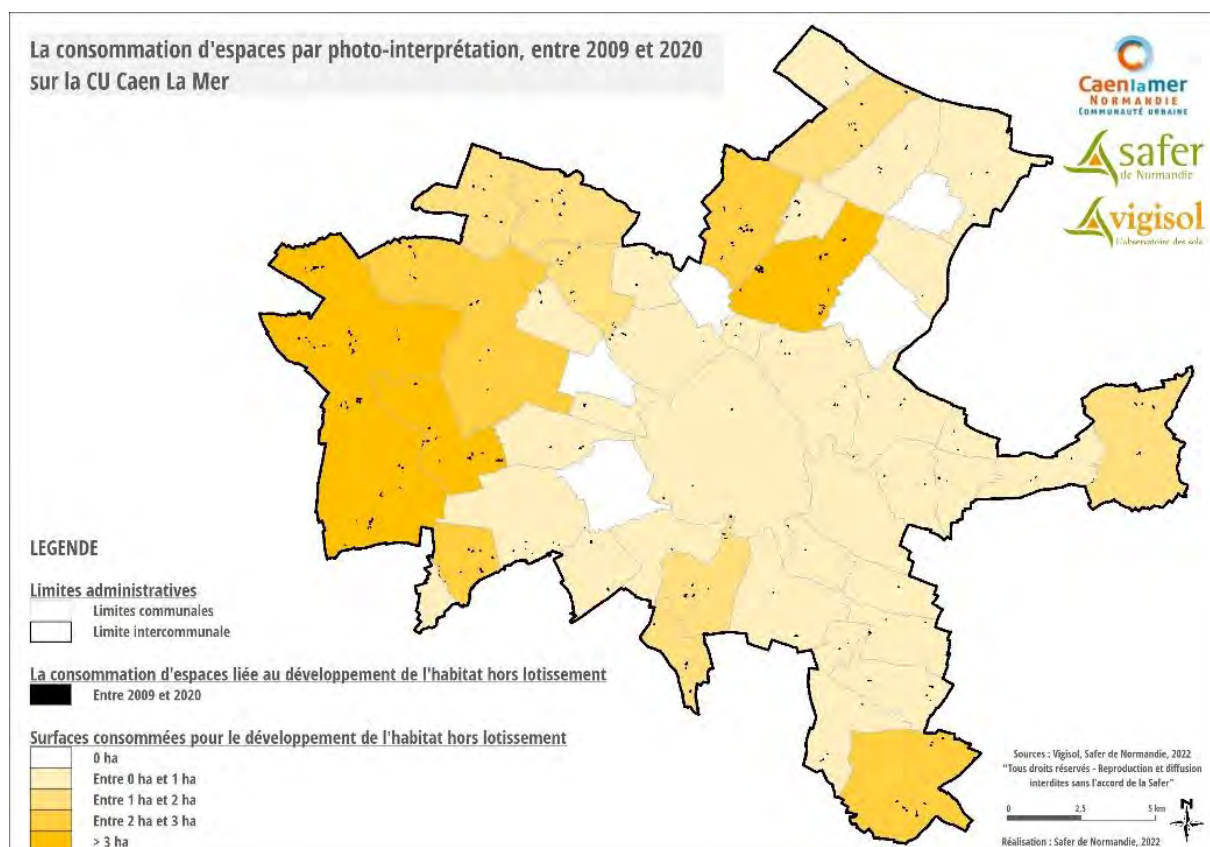 La consommation d'espaces par photo-interprétation, entre 2009 et 2020
sur la CU Caen La Mer
Caenlamer
NORMANDIE
COMMUNAUTÉ URBAINE
safer
de Normandie
vigisol
L'observatoire des sols
LEGENDE
Limites administratives
Limites communales
Limite intercommunale
La consommation d'espaces liée au développement de l'habitat hors lotissement
Entre 2009 et 2020
Surfaces consommées pour le développement de l'habitat hors lotissement
0 ha
Entre 0 ha et 1 ha
Entre 1 ha et 2 ha
Entre 2 ha et 3 ha
> 3 ha
Sources : Vigisol, Safer de Normandie, 2022
"Tous droits réservés - Reproduction et diffusion
interdites sans l'accord de la Safer"
0 2,5 5 km
N
Réalisation : Safer de Normandie, 2022